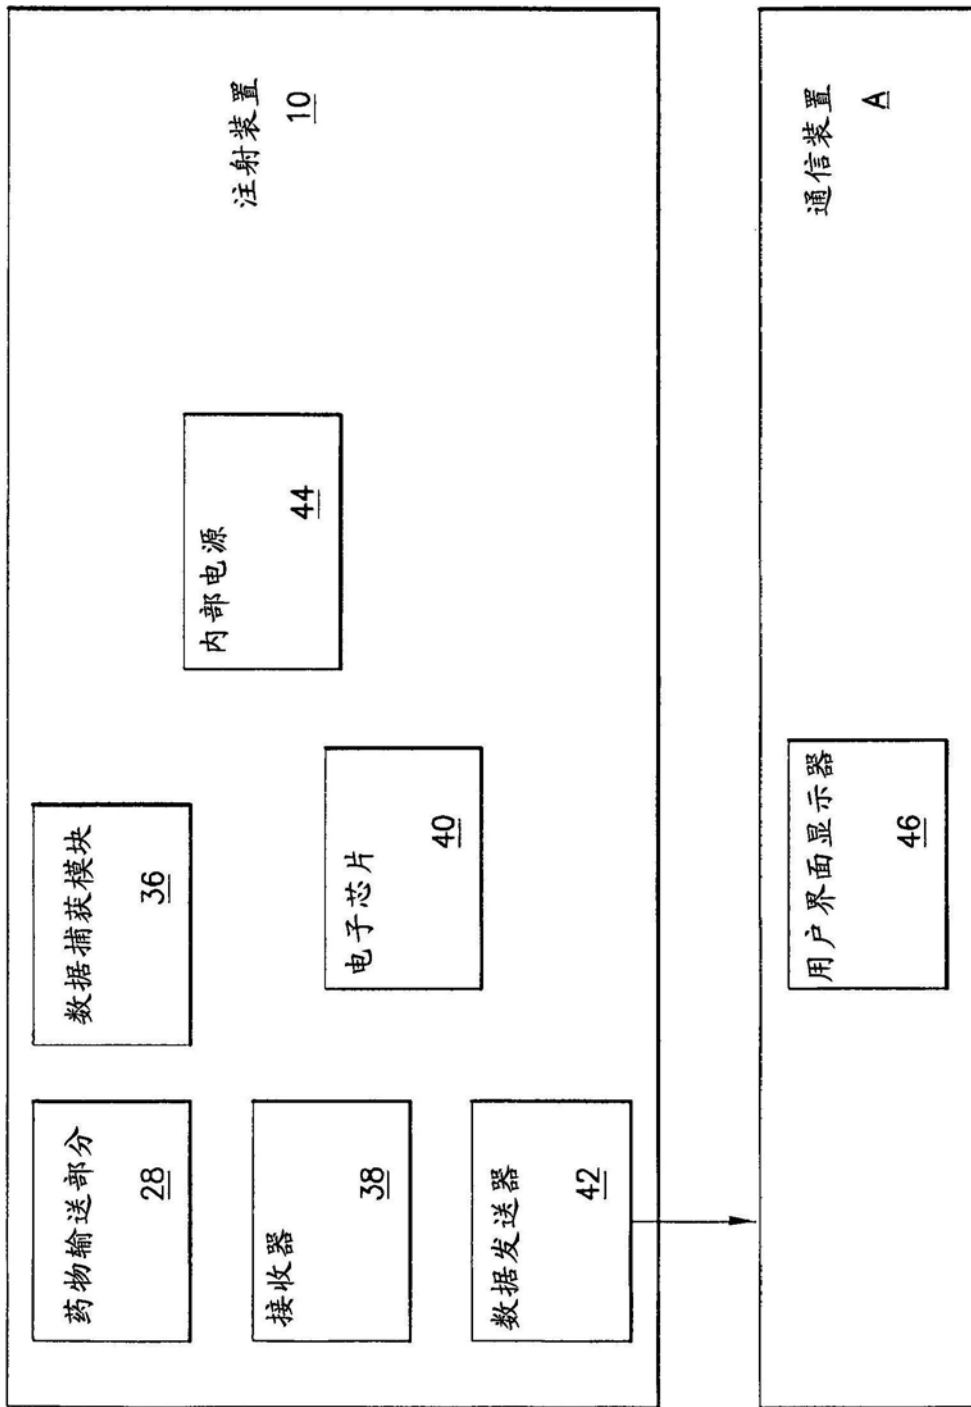 药物输送部分
28
数据捕获模块
36
注射装置
10
接收器
38
内部电源
44
电子芯片
40
数据发送器
42
用户界面显示器
46
通信装置
A